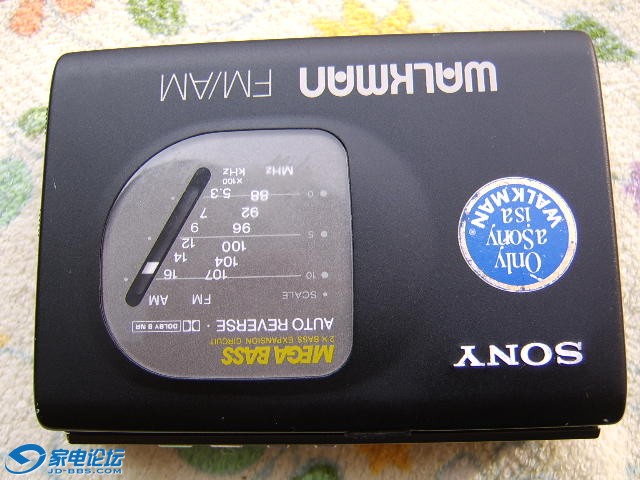 SONY
MEGA BASS
2 X BASS EXPANSION CIRCUIT
AUTO REVERSE · DOLBY B NR
SCALE FM AM
10 107 16
104 14
5 100 12
96 9
92 7
0 88 5.3
MHz x100 kHz
Only
a Sony
is a
WALKMAN®
WALKMAN FM/AM
家电论坛
JD-BBS.COM